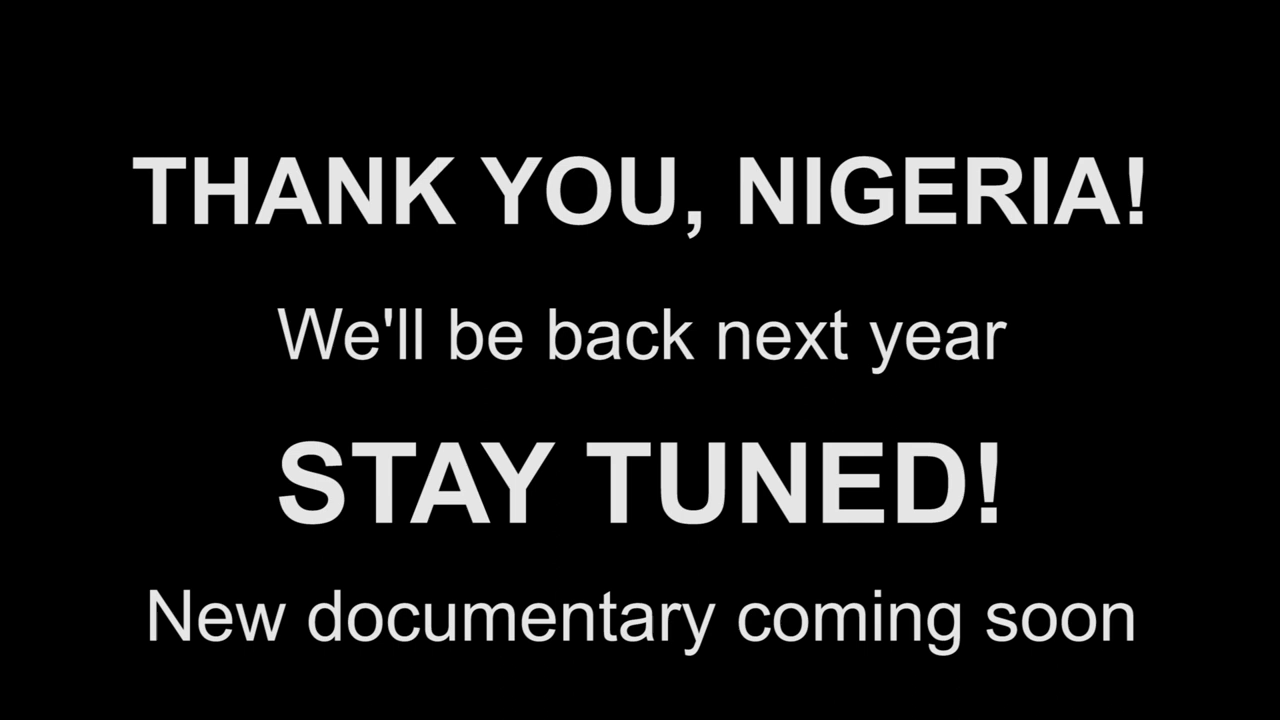 THANK YOU, NIGERIA!
We'll be back next year
STAY TUNED!
New documentary coming soon